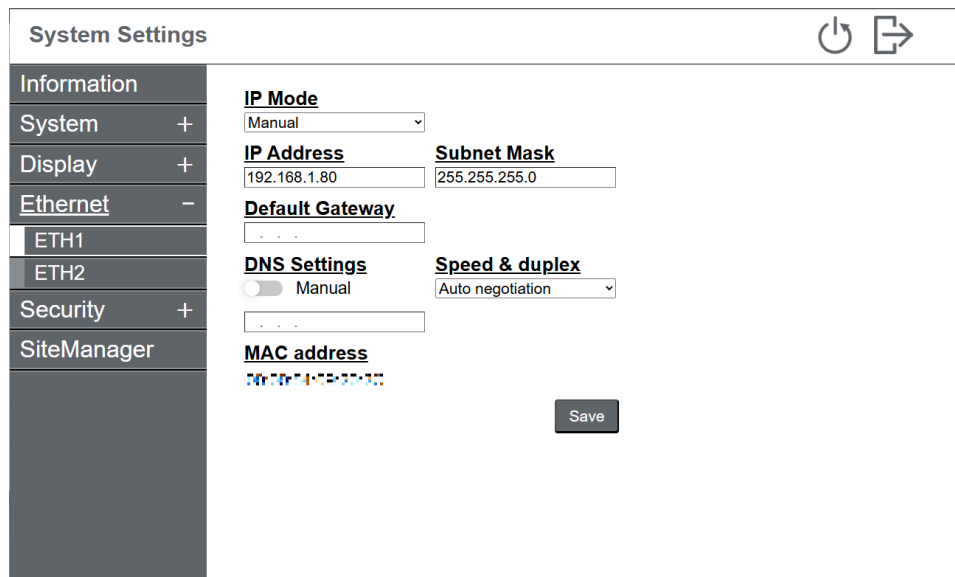 System Settings
Information
System +
Display +
Ethernet -
ETH1
ETH2
Security +
SiteManager
IP Mode
Manual
IP Address Subnet Mask
192.168.1.80 255.255.255.0
Default Gateway
. . .
DNS Settings Speed & duplex
Manual Auto negotiation
. . .
MAC address
Save